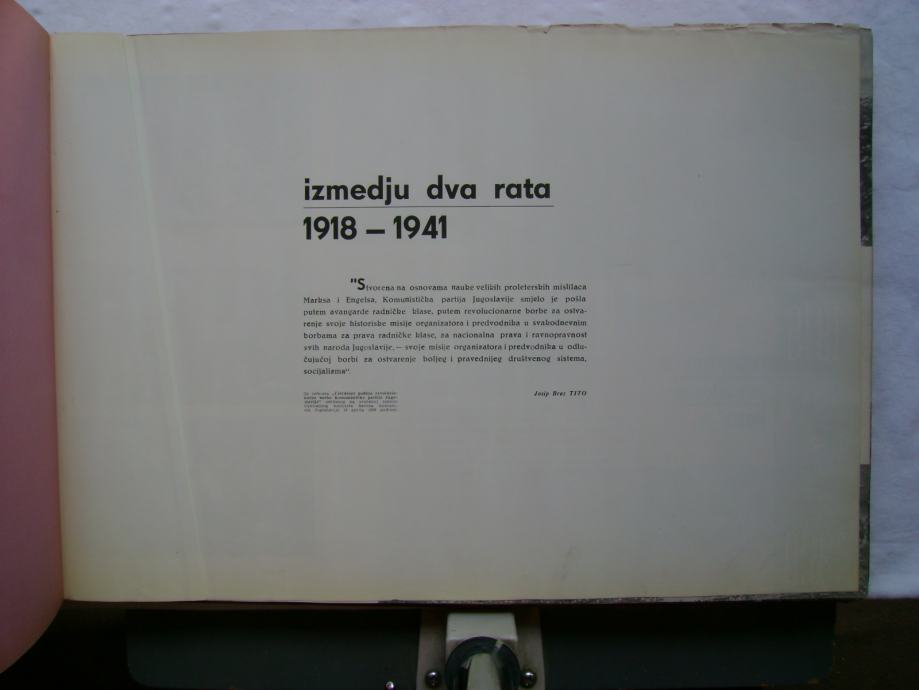 izmedju dva rata
1918 – 1941
"Stvorena na osnovama nauke velikih proleterskih mislilaca
Marksa i Engelsa, Komunistička partija Jugoslavije smjelo je pošla
putem avangarde radničke klase, putem revolucionarne borbe za ostva-
renje svoje historiske misije organizatora i predvodnika u svakodnevnim
borbama za prava radničke klase, za nacionalna prava i ravnopravnost
svih naroda Jugoslavije, — svoje misije organizatora i predvodnika u odlu-
čujućoj borbi za ostvarenje boljeg i pravednijeg društvenog sistema,
socijalizma".
Josip Broz TITO